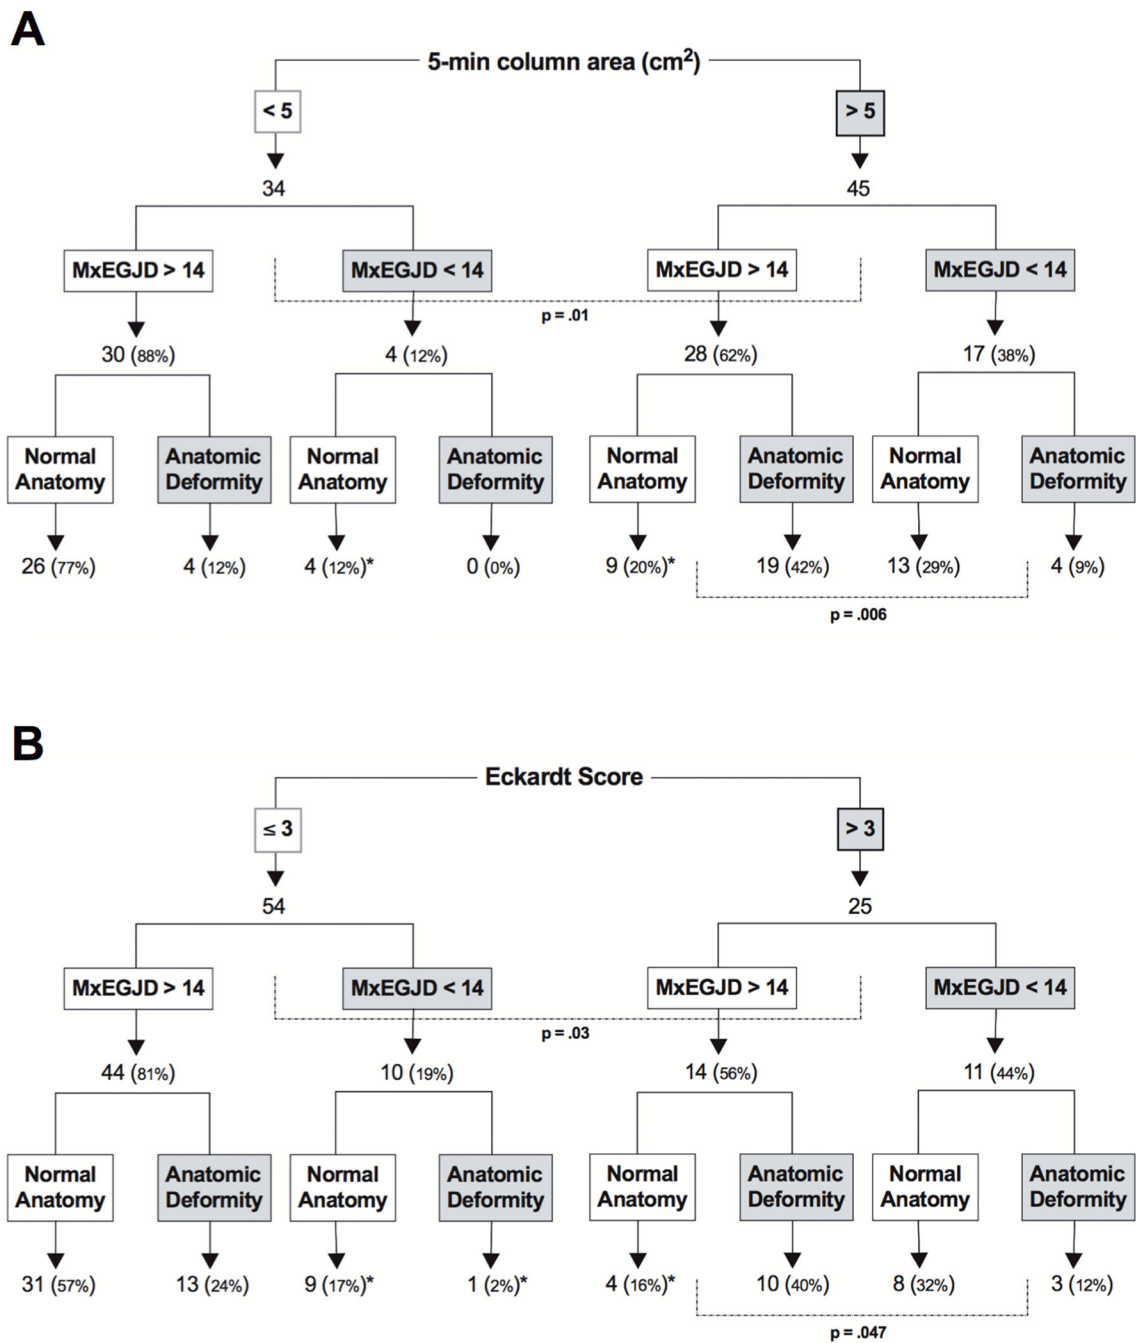 A
5-min column area (cm²)
< 5 > 5
34 45
MxEGJD > 14 MxEGJD < 14 MxEGJD > 14 MxEGJD < 14
p = .01
30 (88%) 4 (12%) 28 (62%) 17 (38%)
Normal Anatomic Normal Anatomic Normal Anatomic Normal Anatomic
Anatomy Deformity Anatomy Deformity Anatomy Deformity Anatomy Deformity
26 (77%) 4 (12%) 4 (12%)* 0 (0%) 9 (20%)* 19 (42%) 13 (29%) 4 (9%)
p = .006
B
Eckardt Score
≤ 3 > 3
54 25
MxEGJD > 14 MxEGJD < 14 MxEGJD > 14 MxEGJD < 14
p = .03
44 (81%) 10 (19%) 14 (56%) 11 (44%)
Normal Anatomic Normal Anatomic Normal Anatomic Normal Anatomic
Anatomy Deformity Anatomy Deformity Anatomy Deformity Anatomy Deformity
31 (57%) 13 (24%) 9 (17%)* 1 (2%)* 4 (16%)* 10 (40%) 8 (32%) 3 (12%)
p = .047